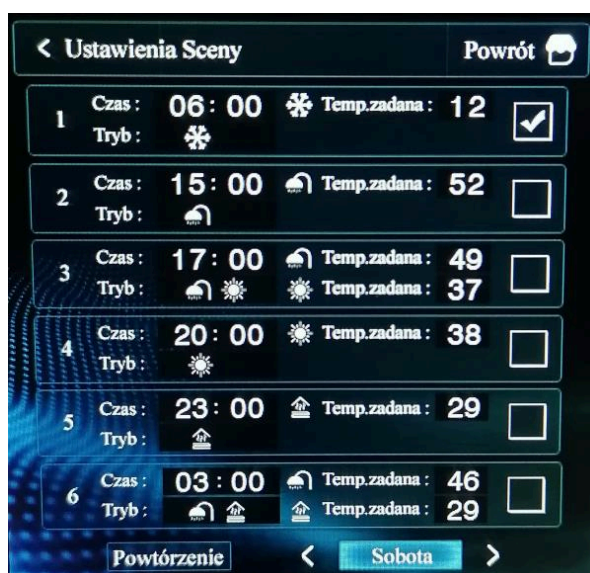 < Ustawienia Sceny Powrót
1 Czas : 06 : 00 Temp.zadana : 12
Tryb :
2 Czas : 15 : 00 Temp.zadana : 52
Tryb :
3 Czas : 17 : 00 Temp.zadana : 49
Tryb : Temp.zadana : 37
4 Czas : 20 : 00 Temp.zadana : 38
Tryb :
5 Czas : 23 : 00 Temp.zadana : 29
Tryb :
6 Czas : 03 : 00 Temp.zadana : 46
Tryb : Temp.zadana : 29
Powtórzenie < Sobota >